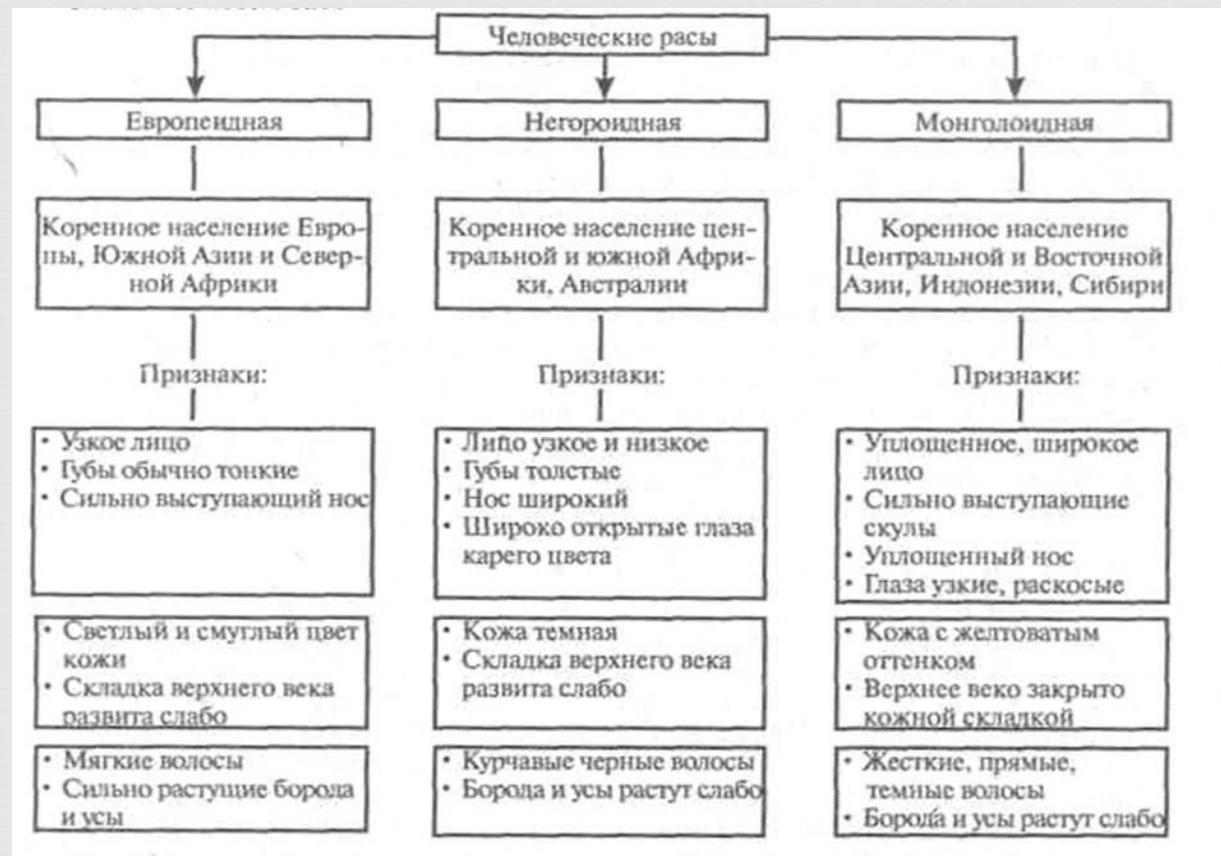 Человеческие расы
Европеидная
Негороидная
Монголоидная
Коренное население Евро-
пы, Южной Азии и Север-
ной Африки
Коренное население цен-
тральной и южной Афри-
ки, Австралии
Коренное население
Центральной и Восточной
Азии, Индонезии, Сибири
Признаки:
Признаки:
Признаки:
• Узкое лицо
• Губы обычно тонкие
• Сильно выступающий нос
• Лицо узкое и низкое
• Губы толстые
• Нос широкий
• Широко открытые глаза
карего цвета
• Уплощенное, широкое
лицо
• Сильно выступающие
скулы
• Уплощенный нос
• Глаза узкие, раскосые
• Светлый и смуглый цвет
кожи
• Складка верхнего века
развита слабо
• Кожа темная
• Складка верхнего века
развита слабо
• Кожа с желтоватым
оттенком
• Верхнее веко закрыто
кожной складкой
• Мягкие волосы
• Сильно растущие борода
и усы
• Курчавые черные волосы
• Борода и усы растут слабо
• Жесткие, прямые,
темные волосы
• Борода и усы растут слабо